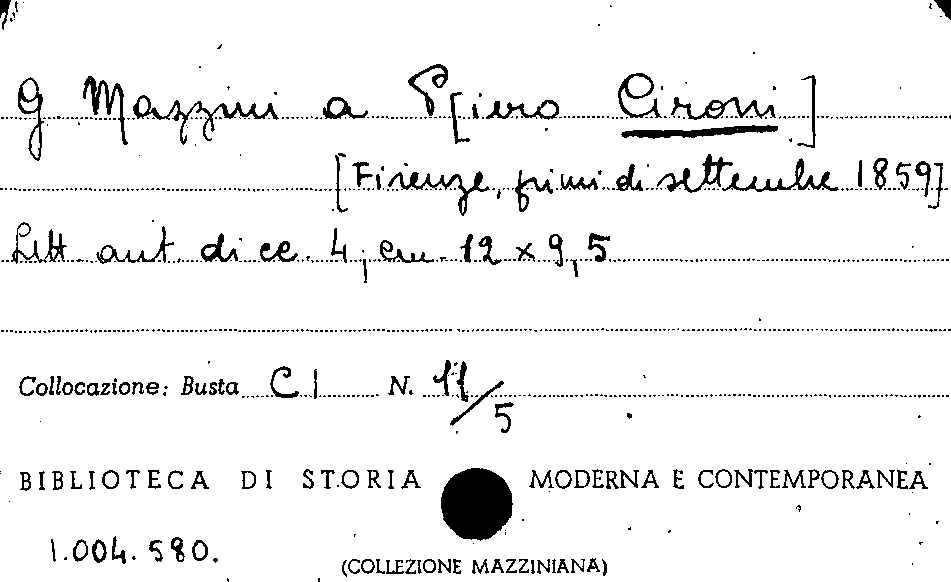 G Mazzini a P[iero Cironi]
[Firenze, primi di settembre 1859]
Lett. aut. di cc. 4; cm. 12 x 9,5
Collocazione: Busta C I N. 11/5
BIBLIOTECA DI STORIA MODERNA E CONTEMPORANEA
1.004.580.
(COLLEZIONE MAZZINIANA)